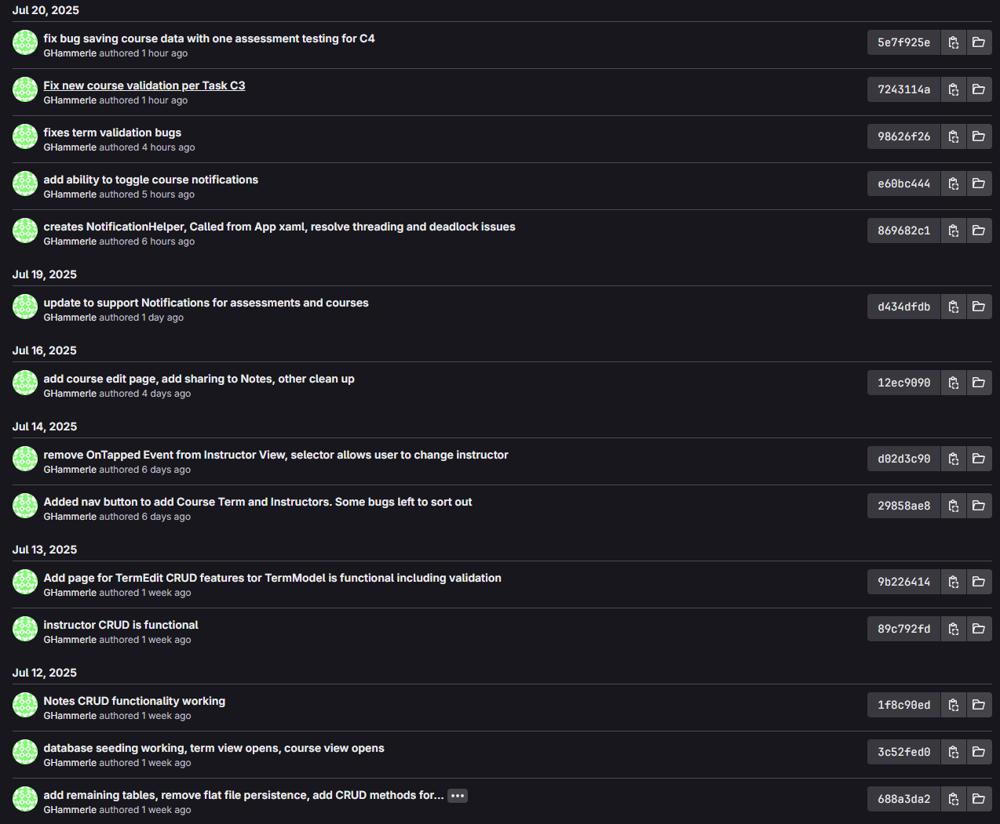 Jul 20, 2025
fix bug saving course data with one assessment testing for C4
GHammerle authored 1 hour ago
5e7f925e
Fix new course validation per Task C3
GHammerle authored 1 hour ago
7243114a
fixes term validation bugs
GHammerle authored 4 hours ago
98626f26
add ability to toggle course notifications
GHammerle authored 5 hours ago
e60bc444
creates NotificationHelper, Called from App xaml, resolve threading and deadlock issues
GHammerle authored 6 hours ago
869682c1
Jul 19, 2025
update to support Notifications for assessments and courses
GHammerle authored 1 day ago
d434dfdb
Jul 16, 2025
add course edit page, add sharing to Notes, other clean up
GHammerle authored 4 days ago
12ec9090
Jul 14, 2025
remove OnTapped Event from Instructor View, selector allows user to change instructor
GHammerle authored 6 days ago
d02d3c90
Added nav button to add Course Term and Instructors. Some bugs left to sort out
GHammerle authored 6 days ago
29858ae8
Jul 13, 2025
Add page for TermEdit CRUD features tor TermModel is functional including validation
GHammerle authored 1 week ago
9b226414
instructor CRUD is functional
GHammerle authored 1 week ago
89c792fd
Jul 12, 2025
Notes CRUD functionality working
GHammerle authored 1 week ago
1f8c90ed
database seeding working, term view opens, course view opens
GHammerle authored 1 week ago
3c52fed0
add remaining tables, remove flat file persistence, add CRUD methods for...
GHammerle authored 1 week ago
688a3da2